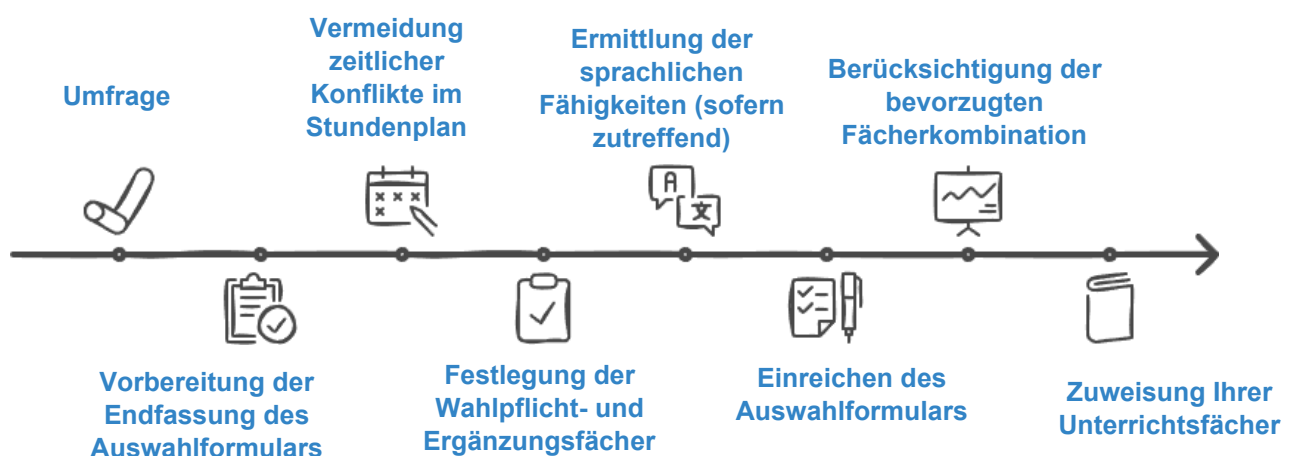 Umfrage
Vorbereitung der
Endfassung des
Auswahlformulars
Vermeidung
zeitlicher
Konflikte im
Stundenplan
Festlegung der
Wahlpflicht- und
Ergänzungsfächer
Ermittlung der
sprachlichen
Fähigkeiten (sofern
zutreffend)
A
文
Einreichen des
Auswahlformulars
Berücksichtigung der
bevorzugten
Fächerkombination
Zuweisung Ihrer
Unterrichtsfächer